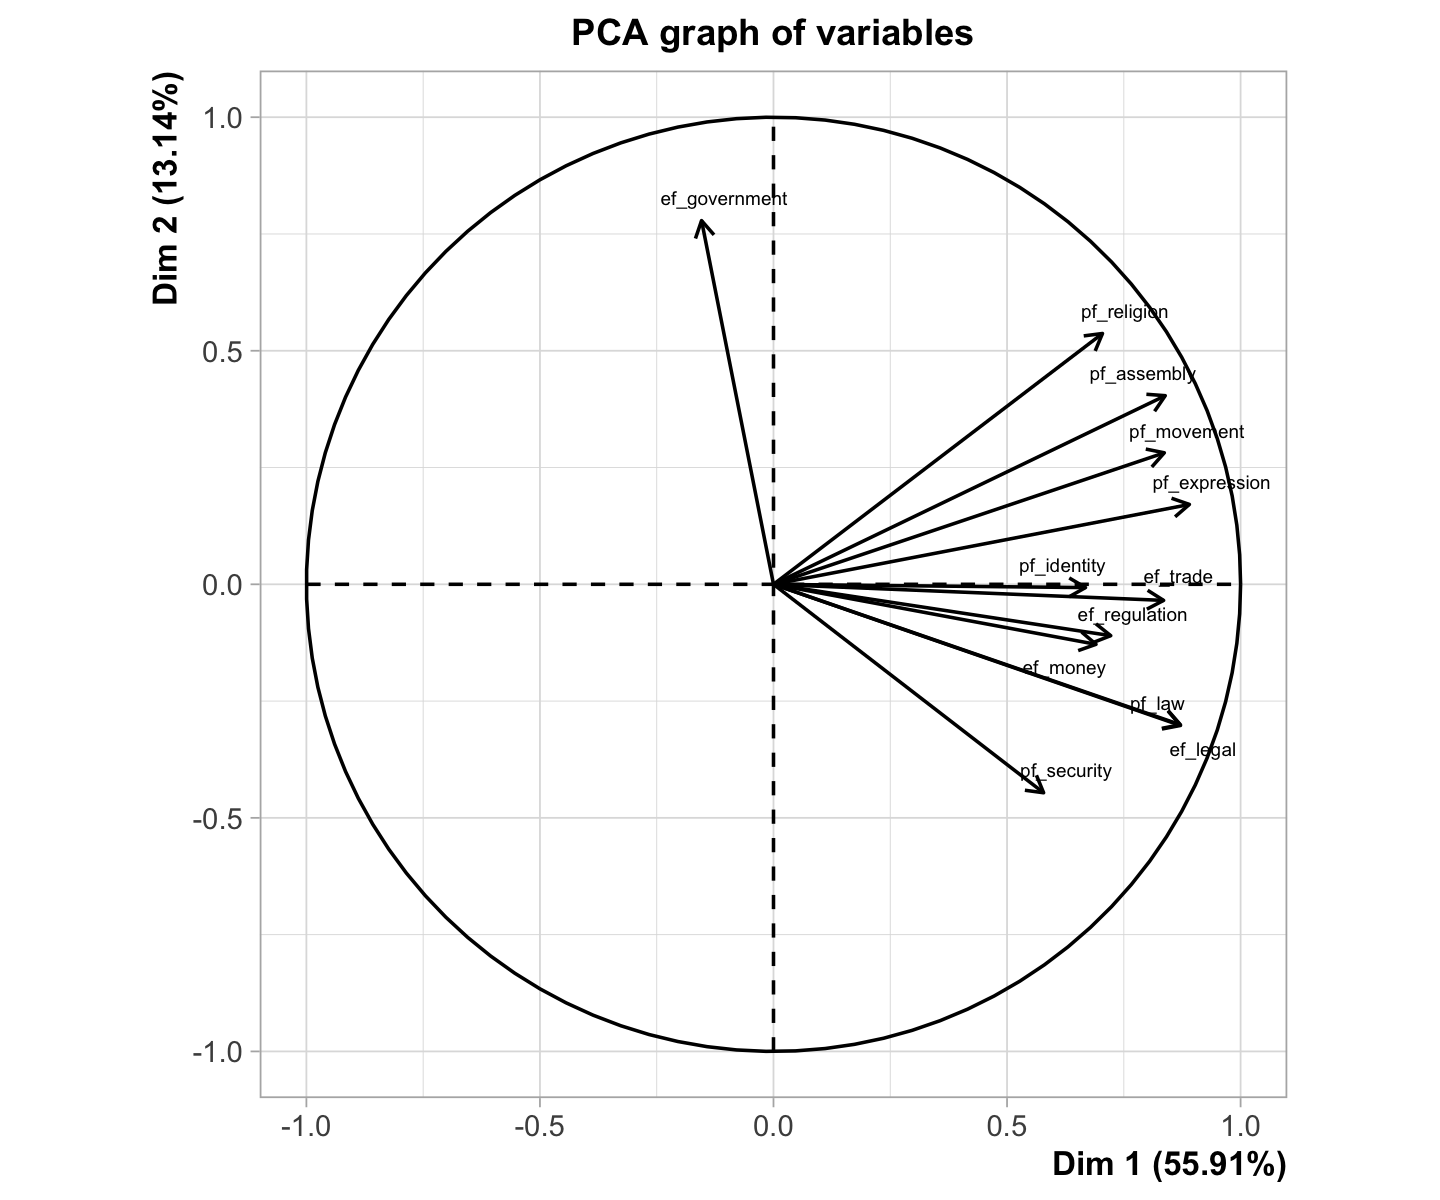 PCA graph of variables
Dim 2 (13.14%)
1.0
0.5
0.0
-0.5
-1.0
ef_government
pf_religion
pf_assembly
pf_movement
pf_expression
pf_identity
ef_trade
ef_regulation
ef_money
pf_law
ef_legal
pf_security
-1.0
-0.5
0.0
0.5
1.0
Dim 1 (55.91%)